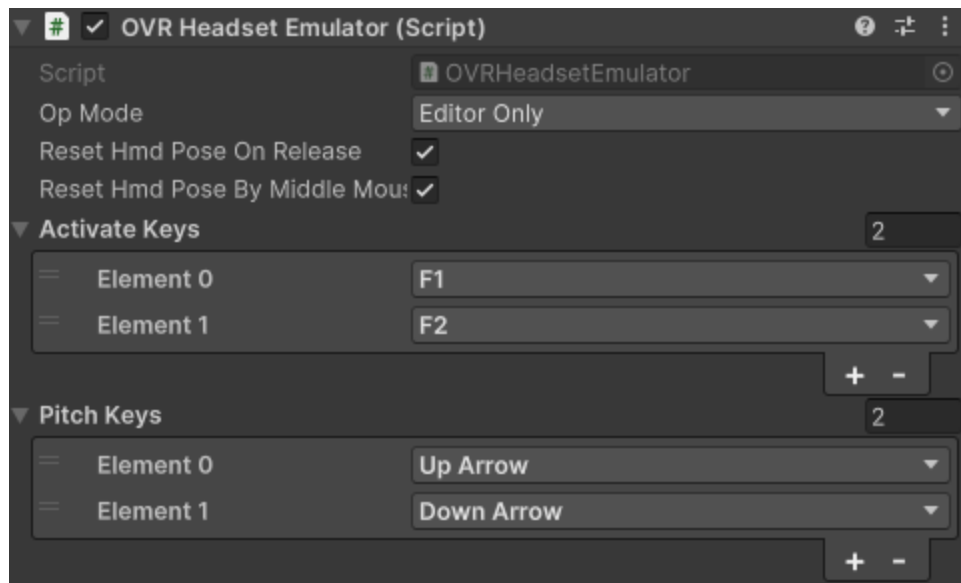 # OVR Headset Emulator (Script)
Script # OVRHeadsetEmulator
Op Mode Editor Only
Reset Hmd Pose On Release
Reset Hmd Pose By Middle Mous
Activate Keys 2
Element 0 F1
Element 1 F2
+ -
Pitch Keys 2
Element 0 Up Arrow
Element 1 Down Arrow
+ -